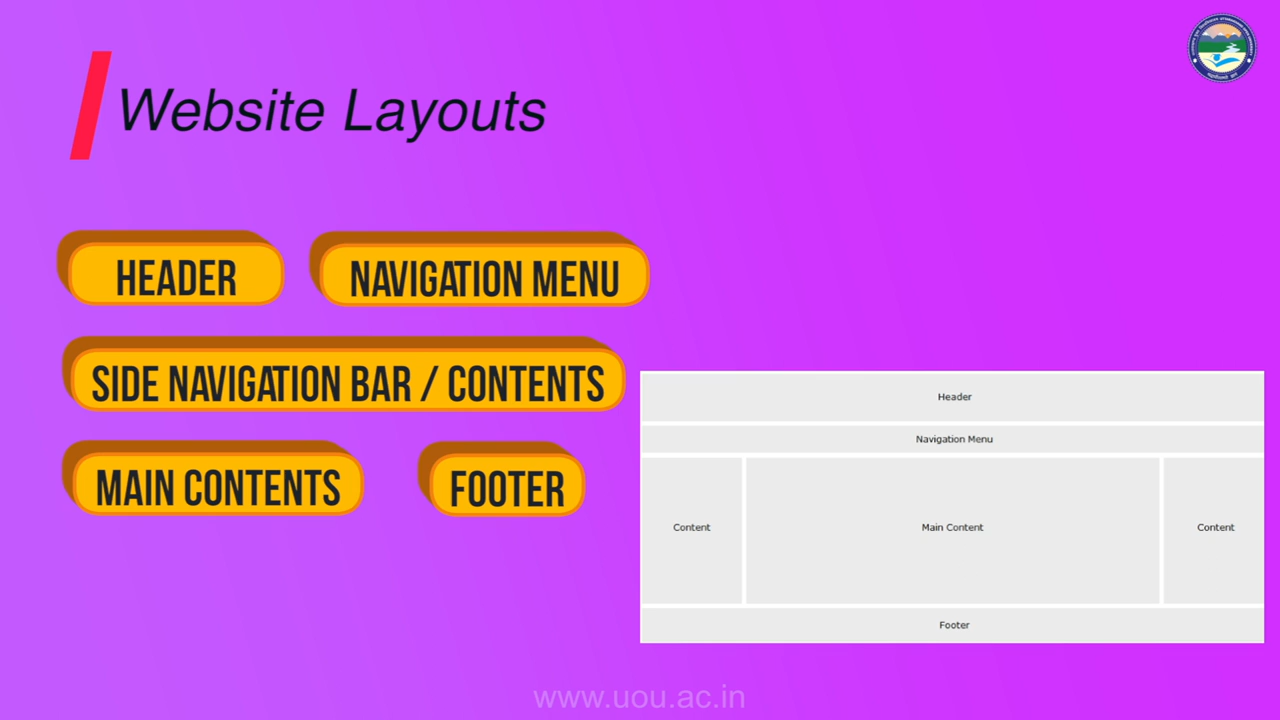 Website Layouts
HEADER
NAVIGATION MENU
SIDE NAVIGATION BAR / CONTENTS
MAIN CONTENTS
FOOTER
Header
Navigation Menu
Content
Main Content
Content
Footer
www.uou.ac.in